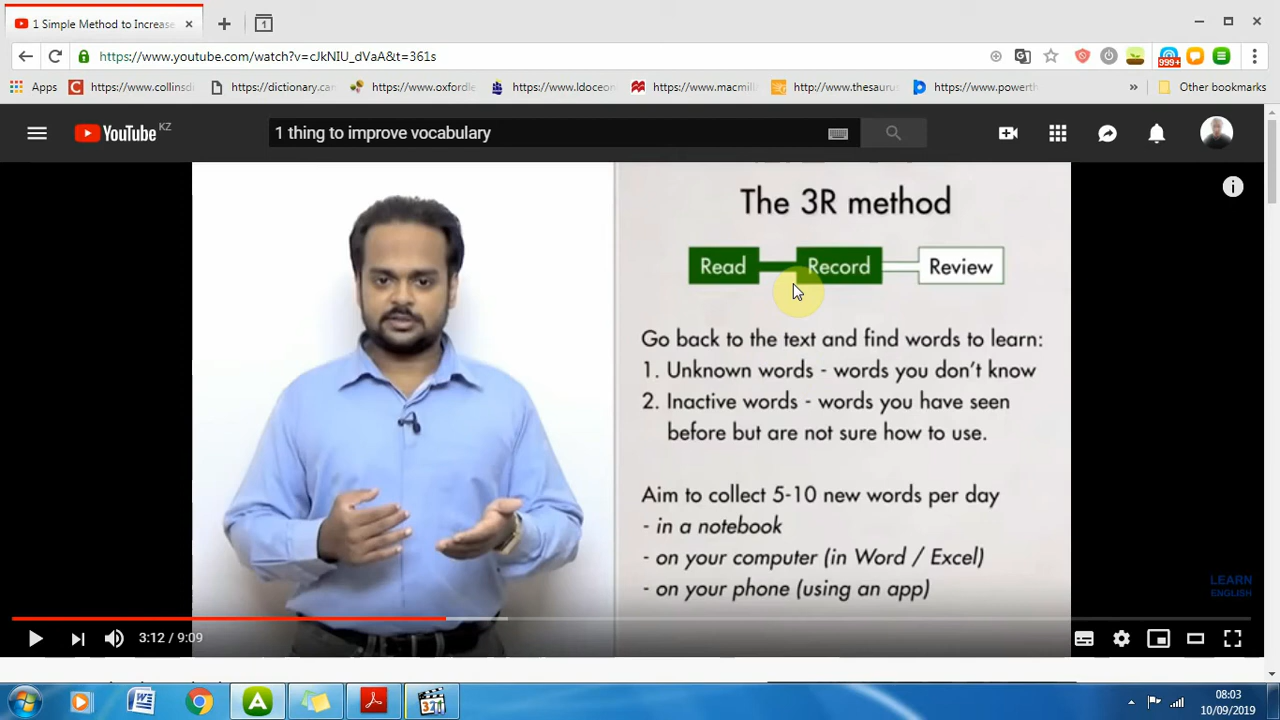 1 Simple Method to Increase
1
https://www.youtube.com/watch?v=cJkNIU_dVaA&t=361s
999+
Apps
https://www.collinsdi
https://dictionary.ca
https://www.oxfordle
https://www.ldoceon
https://www.macmill
http://www.thesauru
https://www.powerth
»
Other bookmarks
YouTube KZ
1 thing to improve vocabulary
The 3R method
Read
Record
Review
Go back to the text and find words to learn:
1. Unknown words - words you don't know
2. Inactive words - words you have seen
before but are not sure how to use.
Aim to collect 5-10 new words per day
- in a notebook
- on your computer (in Word / Excel)
- on your phone (using an app)
LEARN
ENGLISH
3:12 / 9:09
321
08:03
10/09/2019